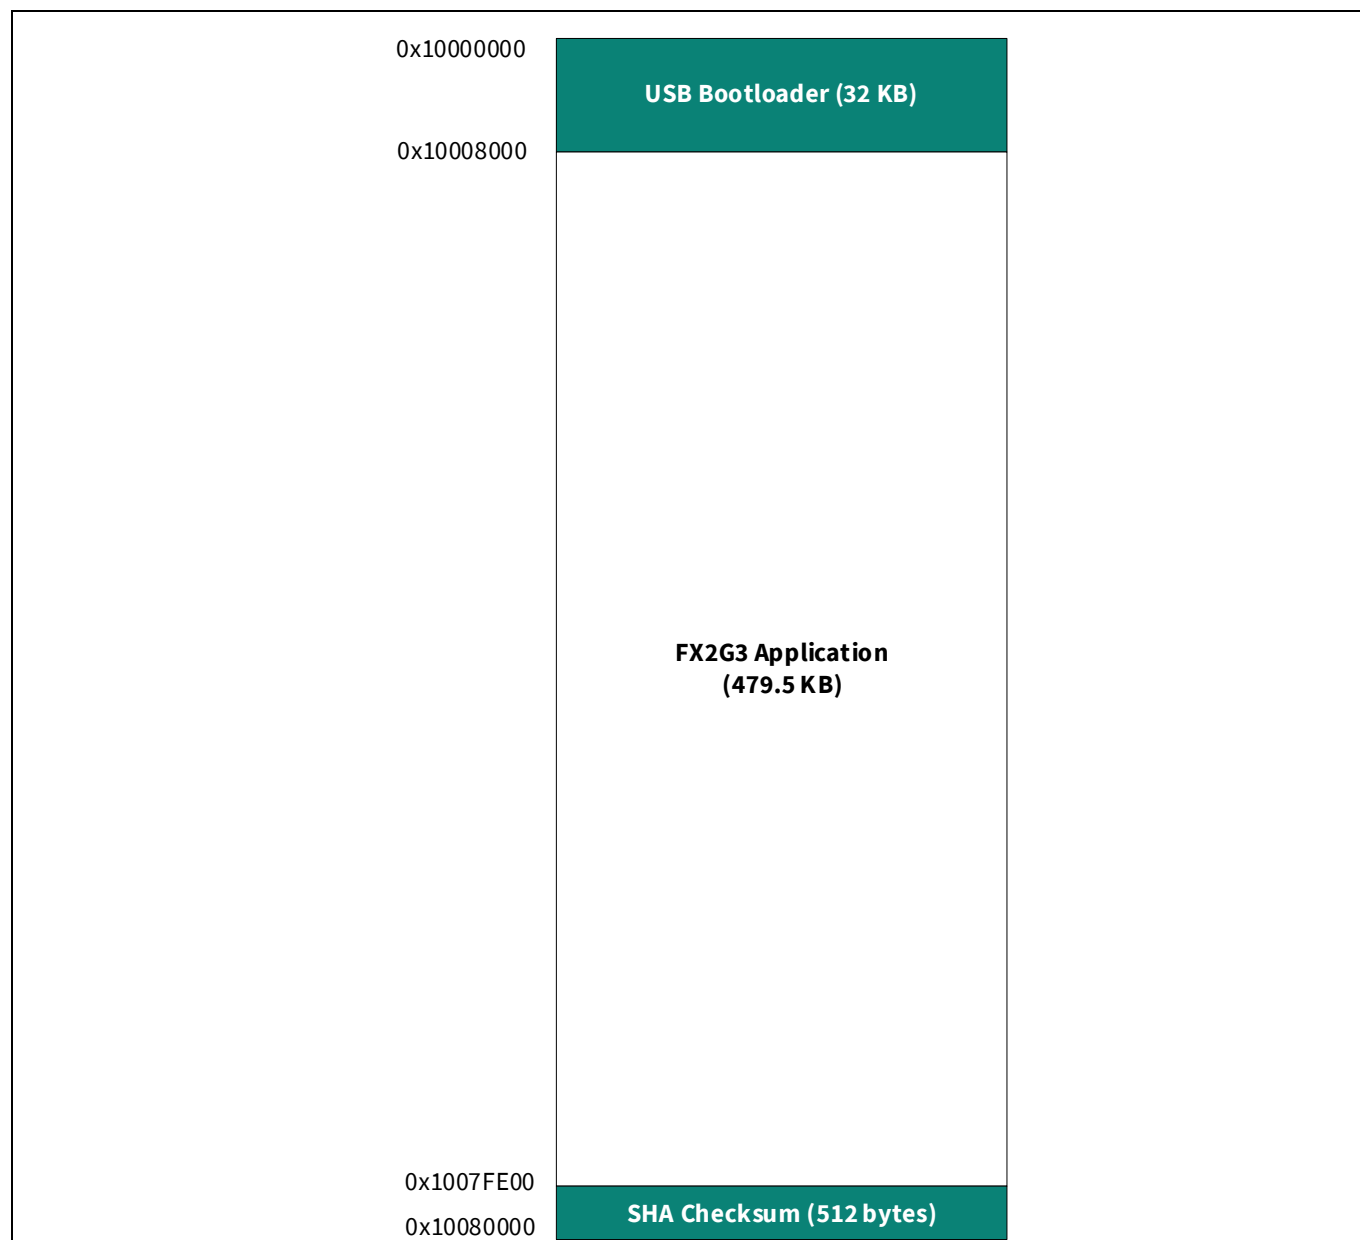 0x10000000
USB Bootloader (32 KB)
0x10008000
FX2G3 Application
(479.5 KB)
0x1007FE00
SHA Checksum (512 bytes)
0x10080000